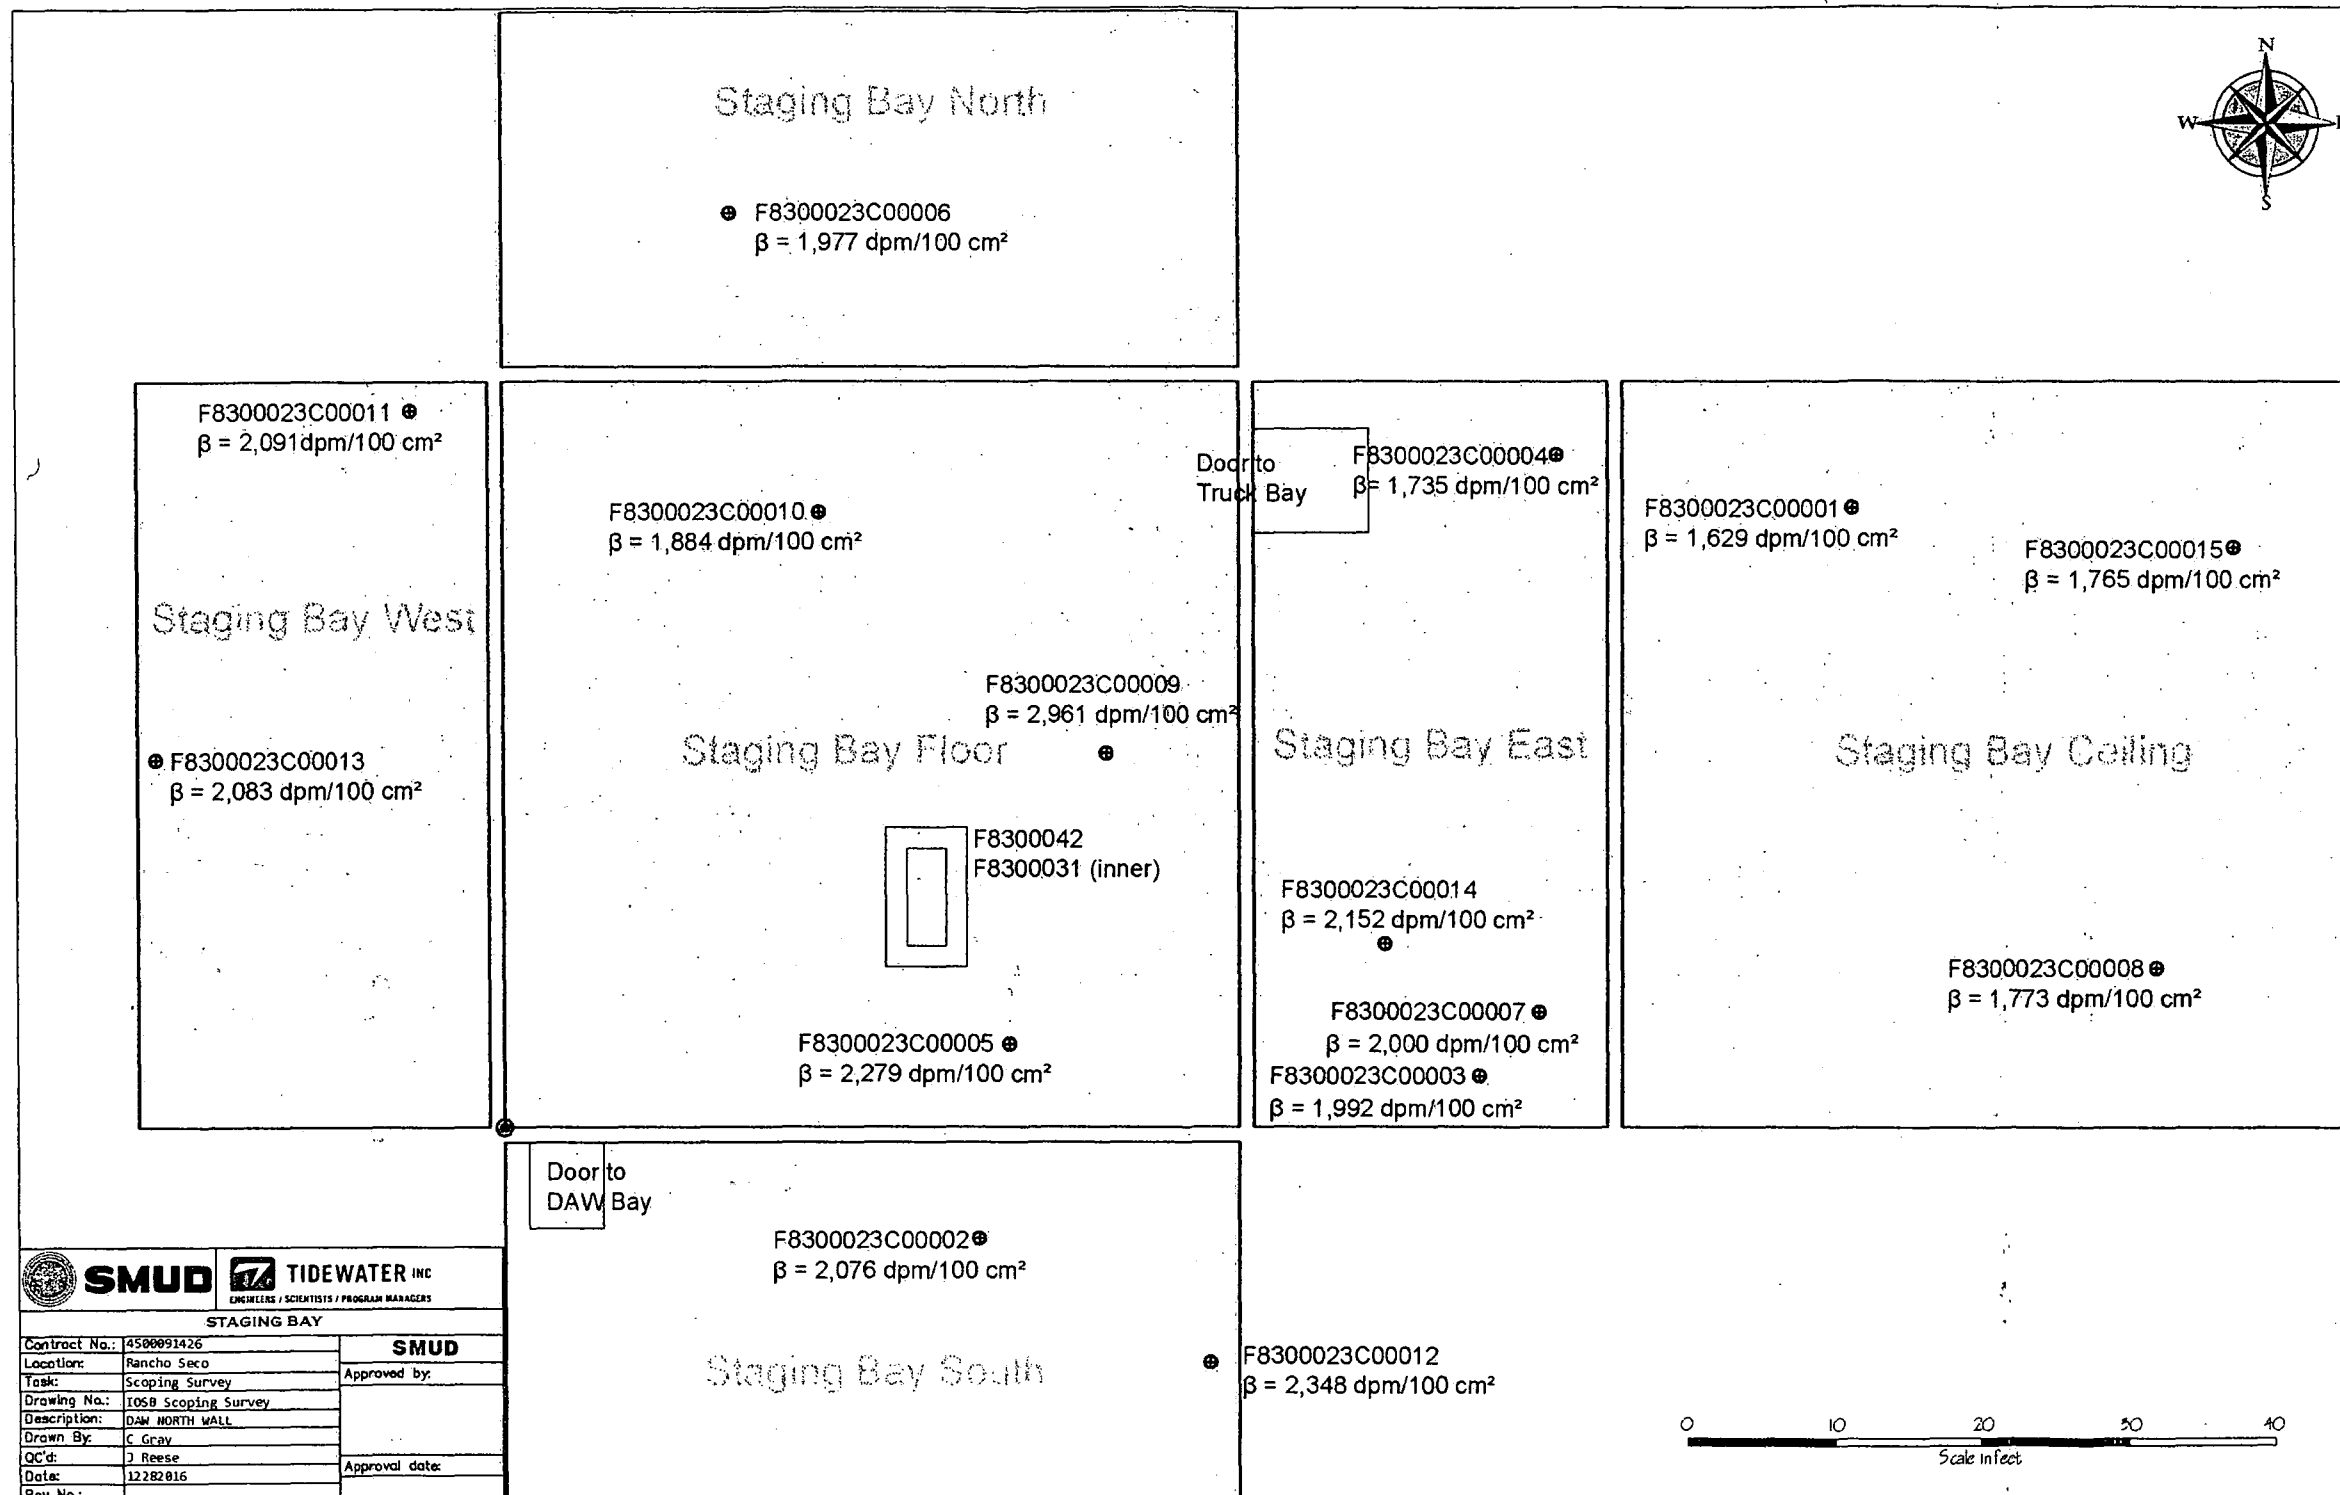 N
W
S
Staging Bay North
F8300023C00006
β = 1,977 dpm/100 cm²
F8300023C00011
β = 2,091dpm/100 cm²
Staging Bay West
F8300023C00013
β = 2,083 dpm/100 cm²
F8300023C00010
β = 1,884 dpm/100 cm²
F8300023C00009
β = 2,961 dpm/100 cm²
Staging Bay Floor
F8300042
F8300031 (inner)
F8300023C00005
β = 2,279 dpm/100 cm²
Door to
Truck Bay
F8300023C00004
β= 1,735 dpm/100 cm²
Staging Bay East
F8300023C00014
β = 2,152 dpm/100 cm²
F8300023C00007
β = 2,000 dpm/100 cm²
F8300023C00003
β = 1,992 dpm/100 cm²
F8300023C00001
β = 1,629 dpm/100 cm²
F8300023C00015
β = 1,765 dpm/100 cm²
Staging Bay Ceiling
F8300023C00008
β = 1,773 dpm/100 cm²
Door to
DAW Bay
F8300023C00002
β = 2,076 dpm/100 cm²
Staging Bay South
F8300023C00012
β = 2,348 dpm/100 cm²
0 10 20 30 40
Scale in feet
SMUD
TIDEWATER INC
ENGINEERS / SCIENTISTS / PROGRAM MANAGERS
STAGING BAY
Contract No.: 4500091426
Location: Rancho Seco
Task: Scoping Survey
Drawing No.: IOSB Scoping Survey
Description: DAW NORTH WALL
Drawn By: C Gray
QC'd: J Reese
Date: 12282016
Rev No.:
SMUD
Approved by:
Approval date: